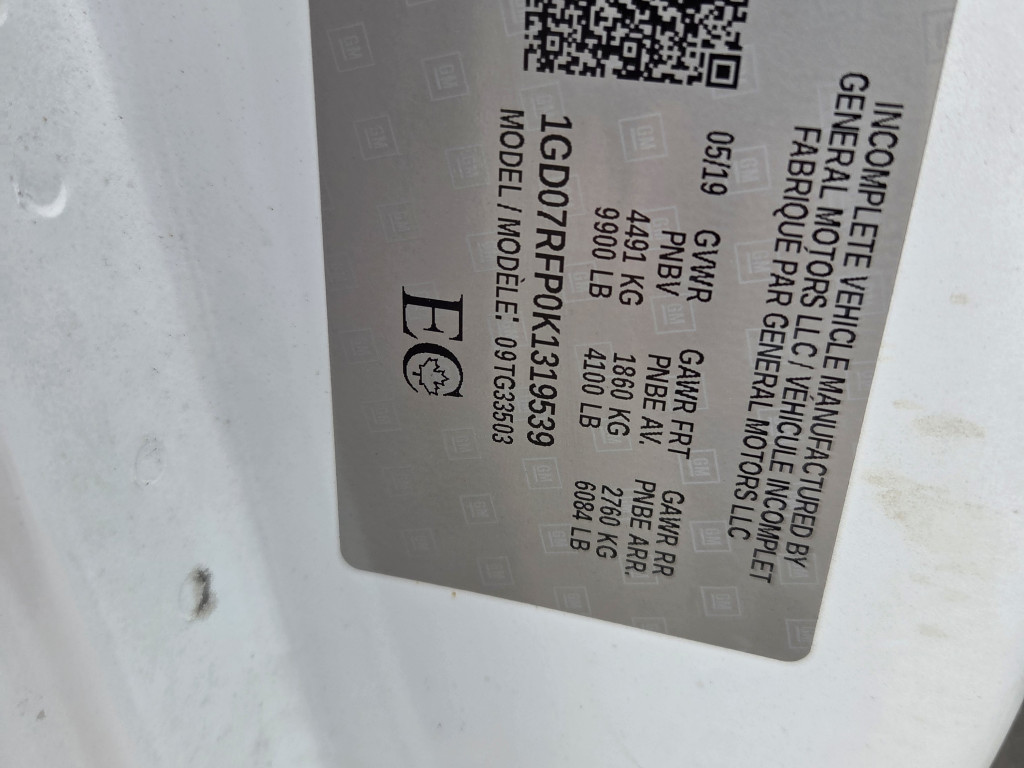 INCOMPLETE VEHICLE MANUFACTURED BY
GENERAL MOTORS LLC / VÉHICULE INCOMPLET
FABRIQUE PAR GENERAL MOTORS LLC
05/19 GVWR GAWR FRT GAWR RR
PNBV PNBE AV. PNBE ARR.
4491 KG 1860 KG 2760 KG
9900 LB 4100 LB 6084 LB
1GD07RFP0K1319539
MODEL / MODÈLE: 09TG33503
EC